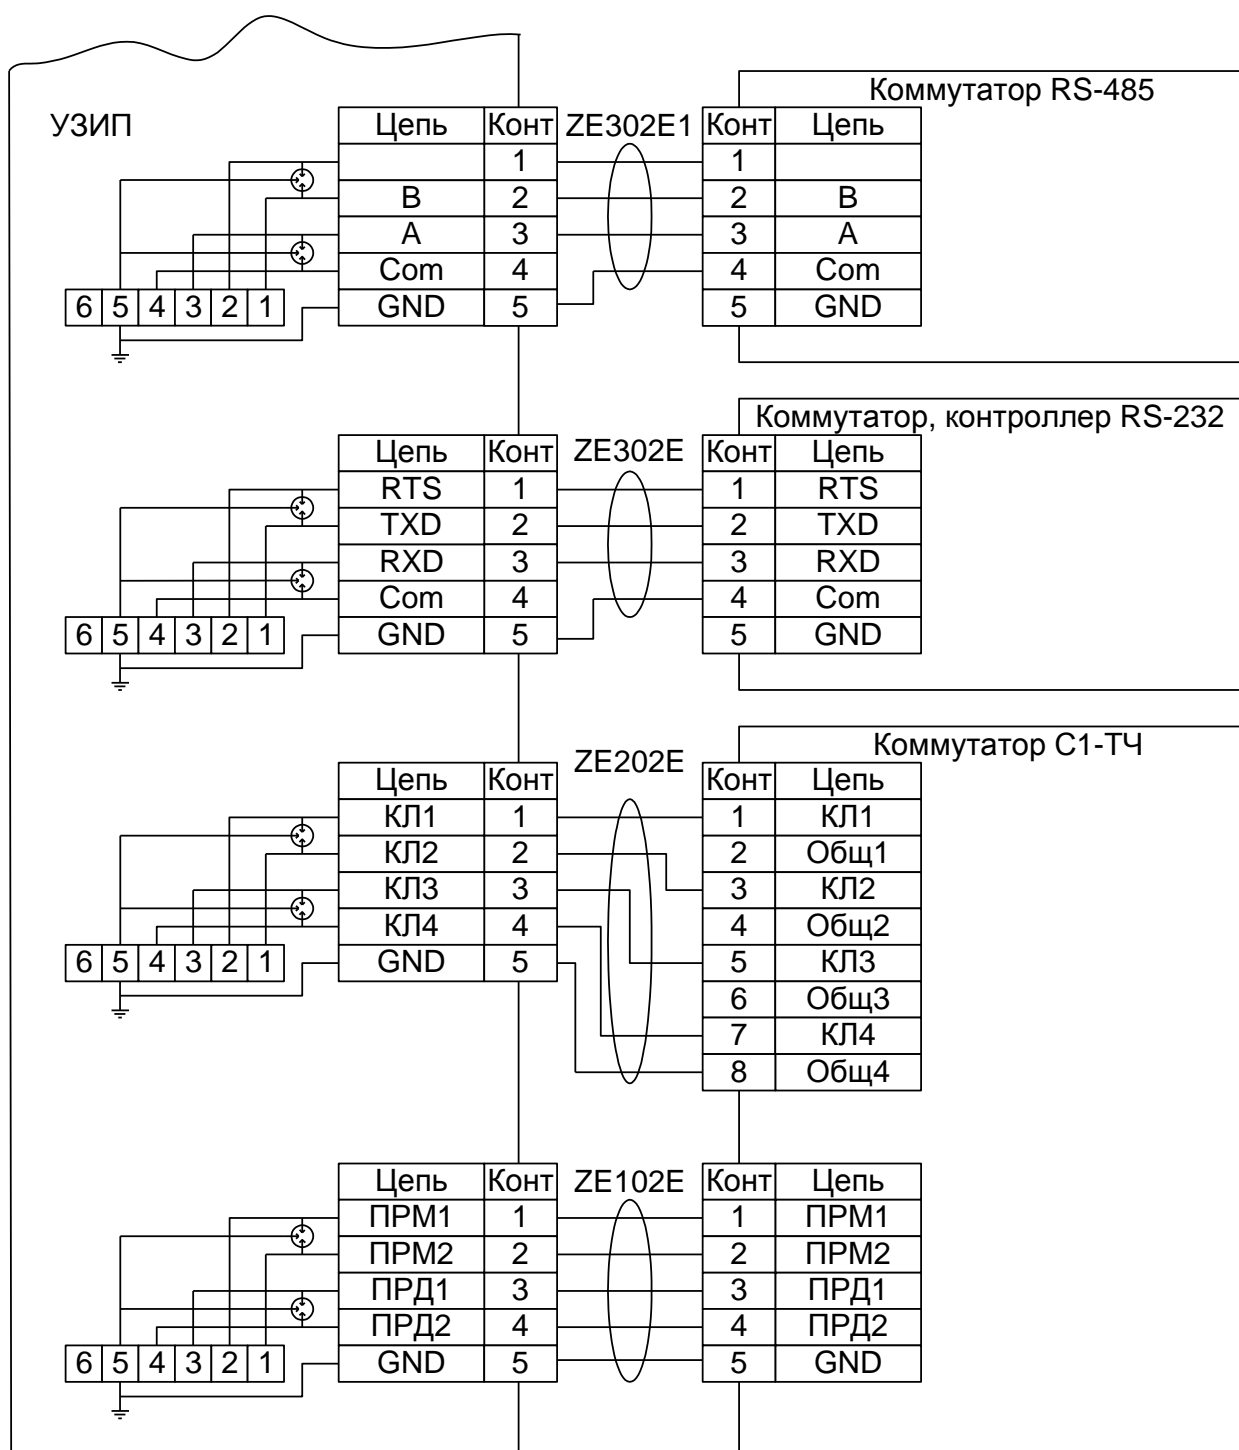 Коммутатор RS-485
УЗИП
Цепь Конт ZE302E1 Конт Цепь
1 1
B 2 2 B
A 3 3 A
Com 4 4 Com
6 5 4 3 2 1 GND 5 5 GND
Коммутатор, контроллер RS-232
Цепь Конт ZE302E Конт Цепь
RTS 1 1 RTS
TXD 2 2 TXD
RXD 3 3 RXD
Com 4 4 Com
6 5 4 3 2 1 GND 5 5 GND
Коммутатор С1-ТЧ
ZE202E
Цепь Конт Конт Цепь
КЛ1 1 1 КЛ1
КЛ2 2 2 Общ1
КЛ3 3 3 КЛ2
КЛ4 4 4 Общ2
6 5 4 3 2 1 GND 5 5 КЛ3
6 Общ3
7 КЛ4
8 Общ4
Цепь Конт ZE102E Конт Цепь
ПРМ1 1 1 ПРМ1
ПРМ2 2 2 ПРМ2
ПРД1 3 3 ПРД1
ПРД2 4 4 ПРД2
6 5 4 3 2 1 GND 5 5 GND